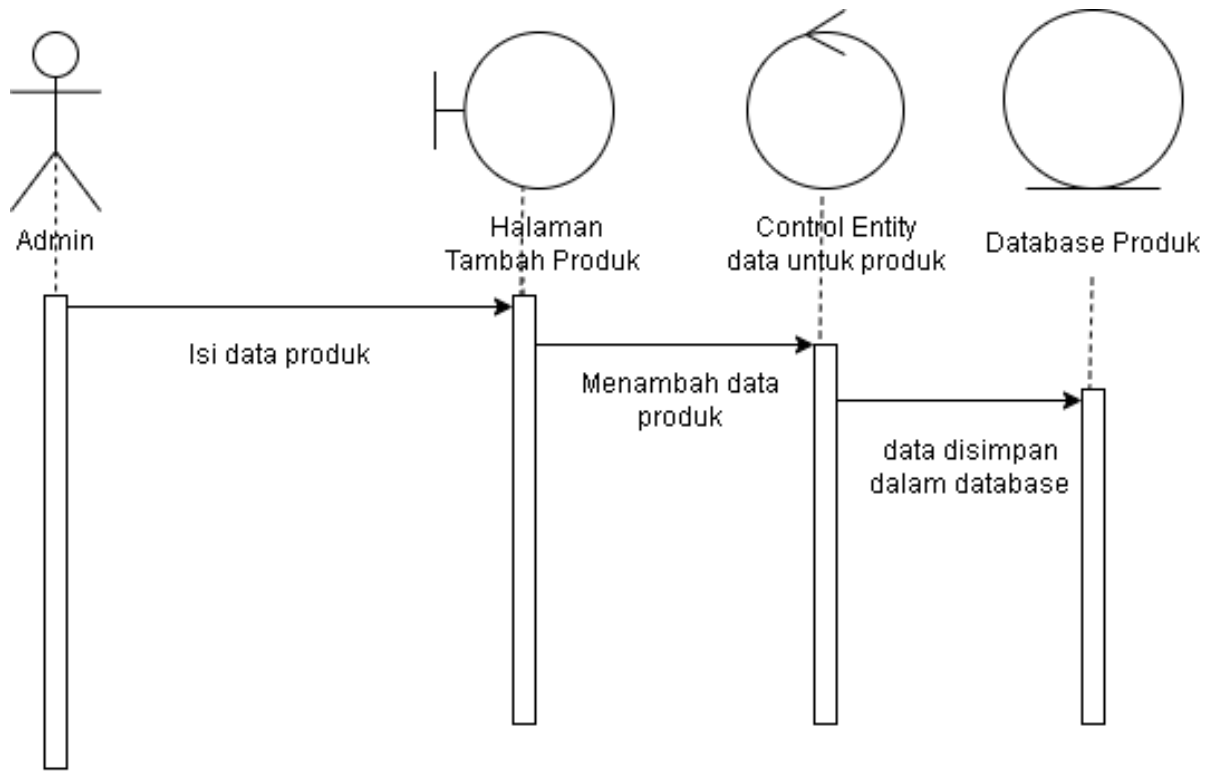 Admin
Halaman
Tambah Produk
Control Entity
data untuk produk
Database Produk
Isi data produk
Menambah data
produk
data disimpan
dalam database